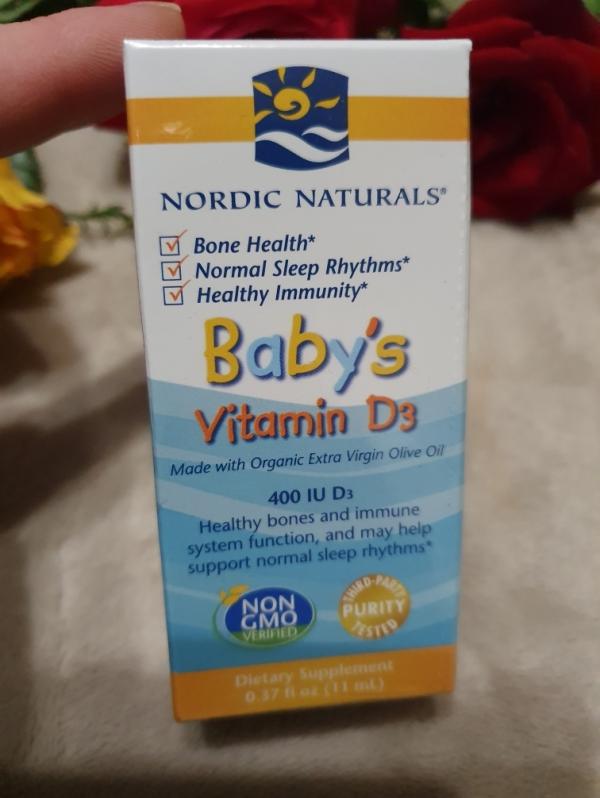 NORDIC NATURALS®
Bone Health*
Normal Sleep Rhythms*
Healthy Immunity*
Baby's
Vitamin D3
Made with Organic Extra Virgin Olive Oil
400 IU D3
Healthy bones and immune
system function, and may help
support normal sleep rhythms*
NON
GMO
VERIFIED
THIRD-PARTY
PURITY
TESTED
Dietary Supplement
0.37 fl oz (11 mL)